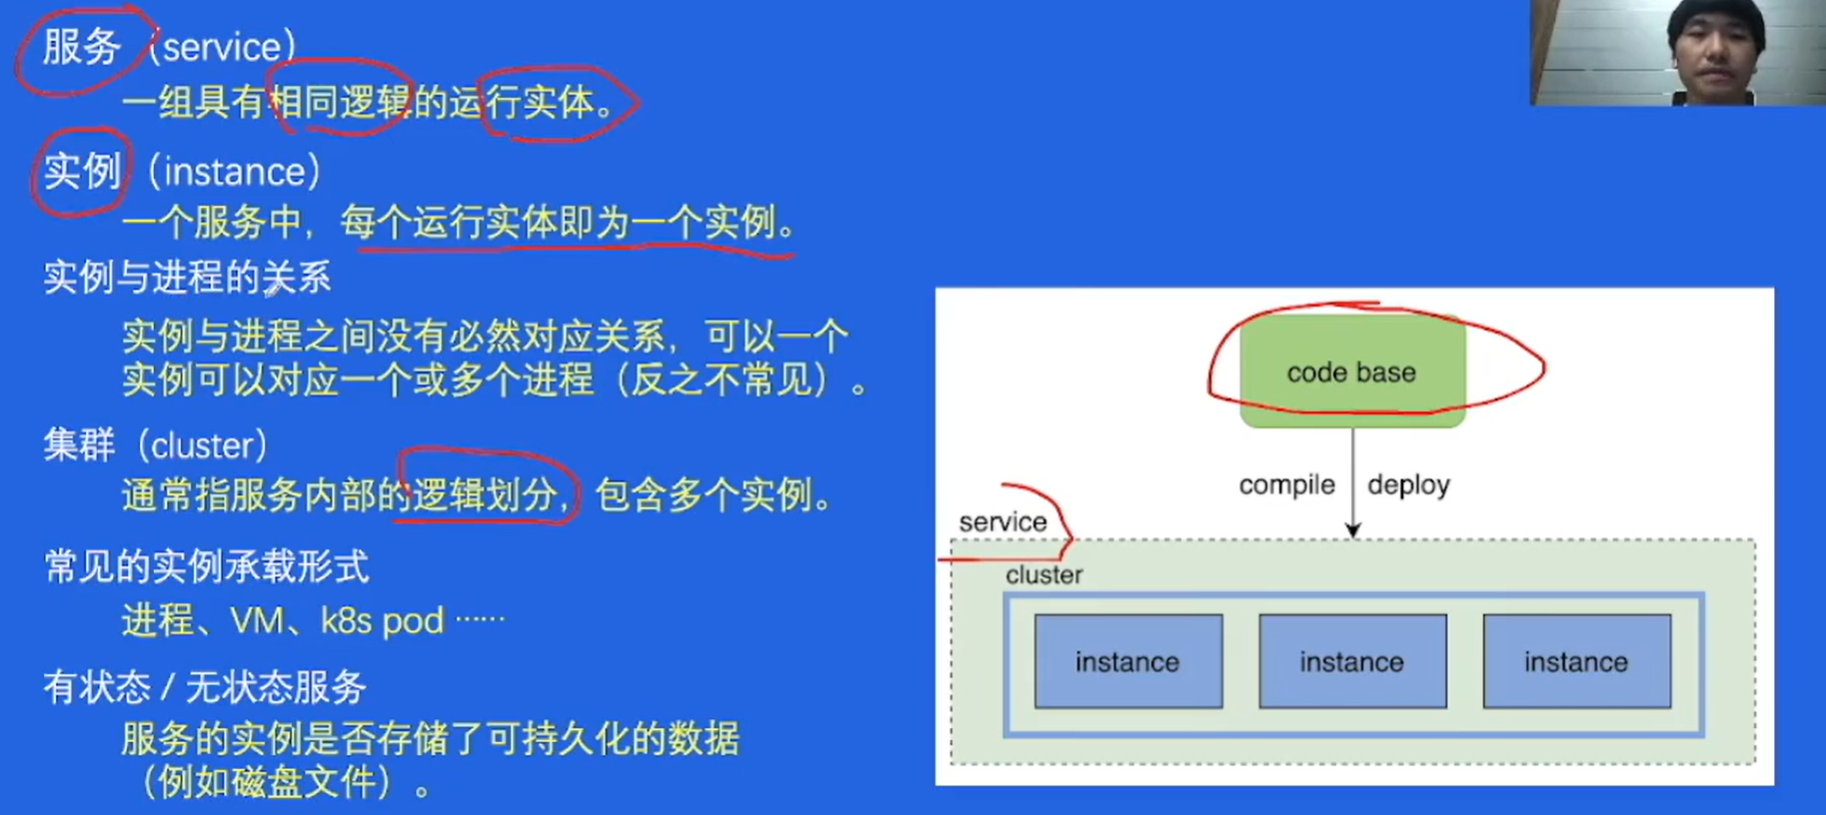 服务（service）
一组具有相同逻辑的运行实体。
实例（instance）
一个服务中，每个运行实体即为一个实例。
实例与进程的关系
实例与进程之间没有必然对应关系，可以一个
实例可以对应一个或多个进程（反之不常见）。
集群（cluster）
通常指服务内部的逻辑划分，包含多个实例。
常见的实例承载形式
进程、VM、k8s pod ……
有状态 / 无状态服务
服务的实例是否存储了可持久化的数据
（例如磁盘文件）。
code base
compile deploy
service
cluster
instance instance instance